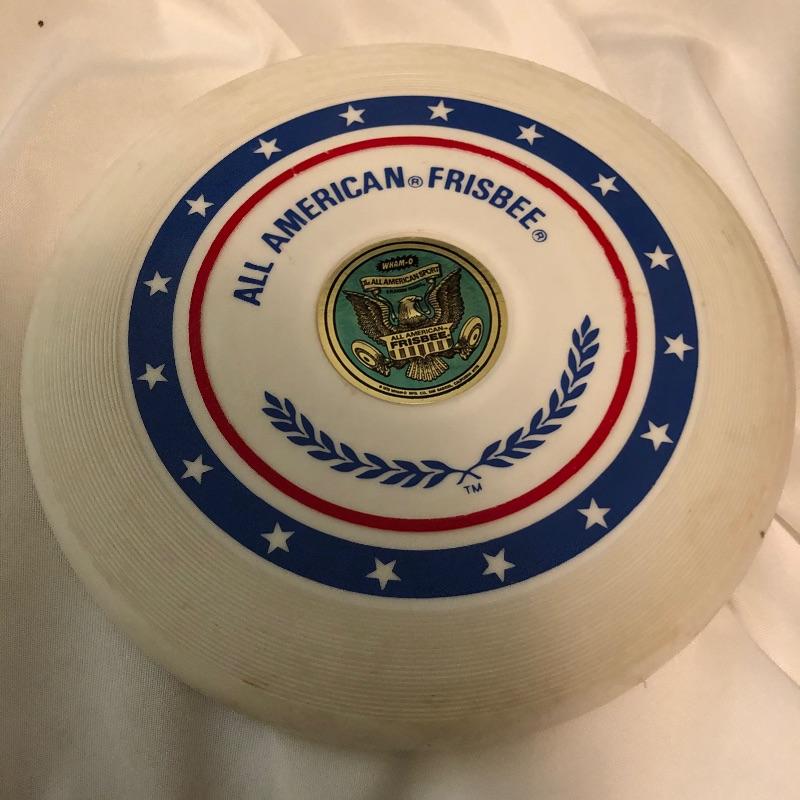 ALL AMERICAN® FRISBEE®
WHAM-O
The ALL AMERICAN SPORT
ALL AMERICAN
FRISBEE
TM